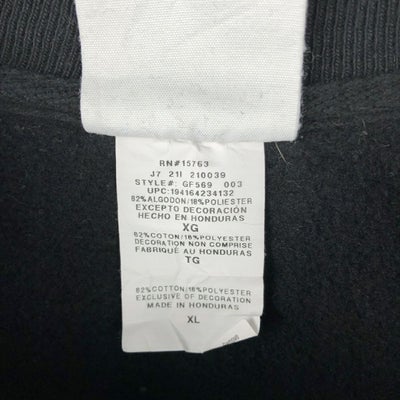 RN#15763
J7 21I 210039
STYLE#: GF569 003
UPC:194164234132
82%ALGODON/18%POLIESTER
EXCEPTO DECORACIÓN
HECHO EN HONDURAS
XG
82%COTON/18%POLYESTER
DECORATION NON COMPRISE
FABRIQUÉ AU HONDURAS
TG
82%COTTON/18%POLYESTER
EXCLUSIVE OF DECORATION
MADE IN HONDURAS
XL